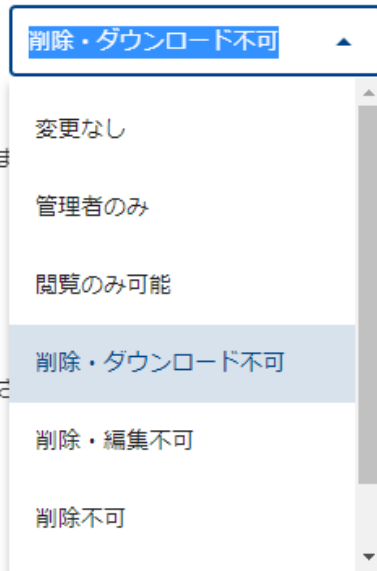 削除・ダウンロード不可
変更なし
管理者のみ
閲覧のみ可能
削除・ダウンロード不可
削除・編集不可
削除不可